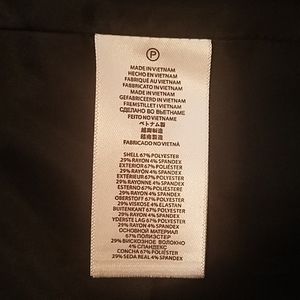 P
MADE IN VIETNAM
HECHO EN VIETNAM
FABRIQUÉ AU VIETNAM
FABBRICATO IN VIETNAM
MADE IN VIETNAM
GEFABRICEERD IN VIETNAM
FREMSTILLET I VIETNAM
СДЕЛАНО ВО ВЬЕТНАМЕ
FEITO NO VIETNAME
ベトナム製
越南制造
越南製造
FABRICADO NO VIETNÃ
SHELL 67% POLYESTER
29% RAYON 4% SPANDEX
EXTERIOR 67% POLIÉSTER
29% RAYON 4% SPANDEX
EXTÉRIEUR 67% POLYESTER
29% RAYONNE 4% SPANDEX
ESTERNO 67% POLIESTERE
29% RAYON 4% SPANDEX
OBERSTOFF 67% POLYESTER
29% VISKOSE 4% ELASTAN
BUITENKANT 67% POLYESTER
29% RAYON 4% SPANDEX
YDERSTE LAG 67% POLYESTER
29% RAYON 4% SPANDEX
ОСНОВНОЙ МАТЕРИАЛ
67% ПОЛИЭСТЕР
29% ВИСКОЗНОЕ ВОЛОКНО
4% СПАНДЕКС
CONCHA 67% POLIÉSTER
29% SEDA REAL 4% SPANDEX